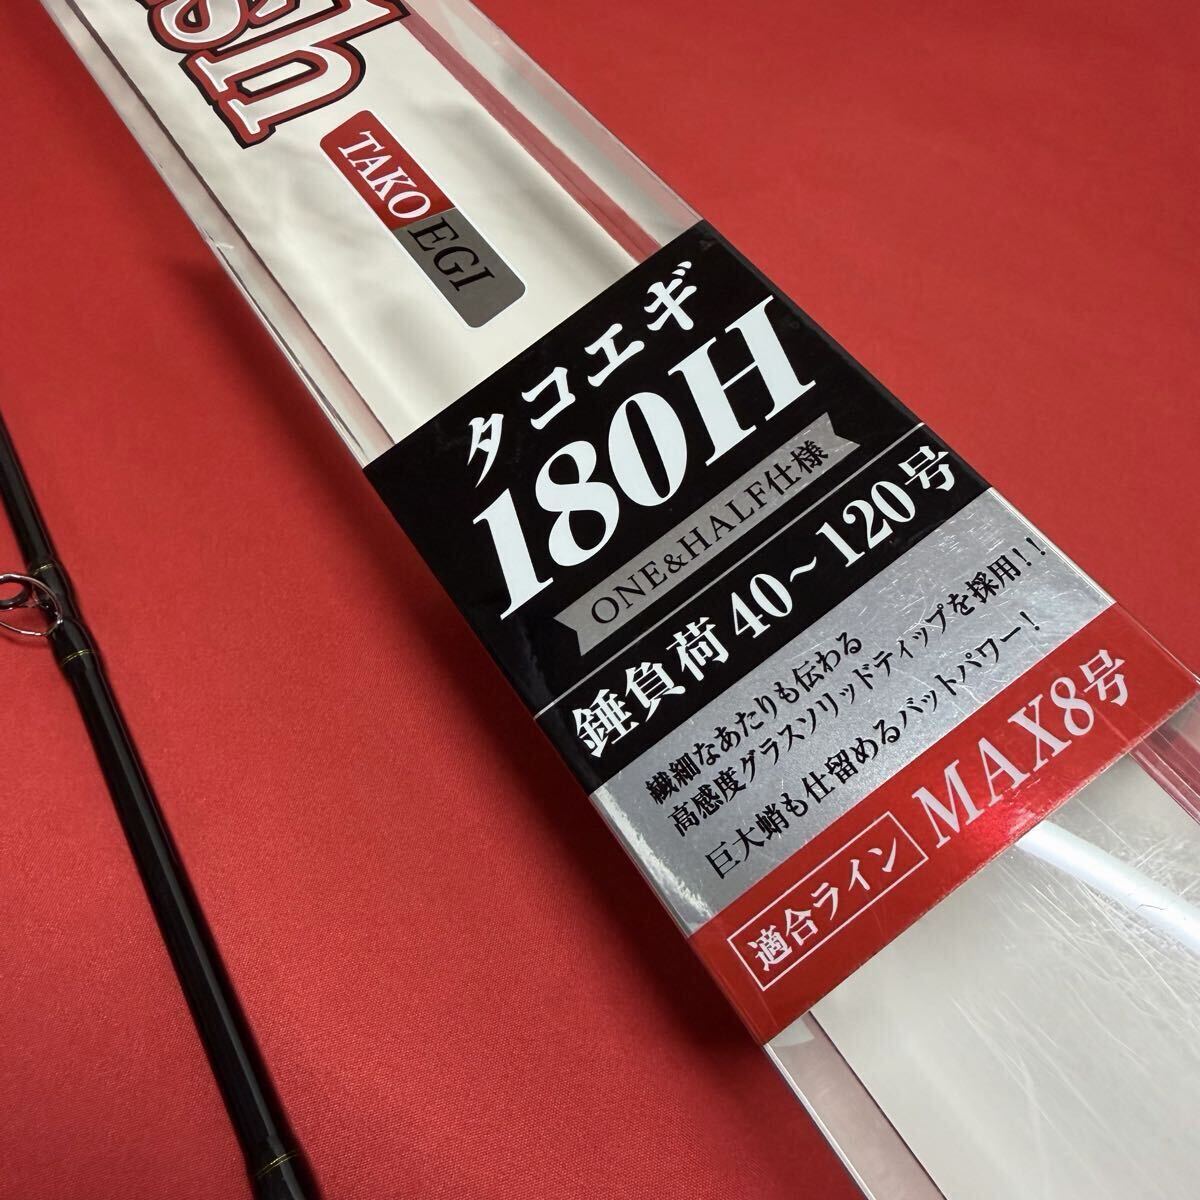 TAKO EGI
タコエギ
180H
ONE&HALF仕様
錘負荷 40～120号
繊細なあたりも伝わる
高感度グラスソリッドティップを採用!!
巨大蛸も仕留めるバットパワー!
適合ライン MAX8号